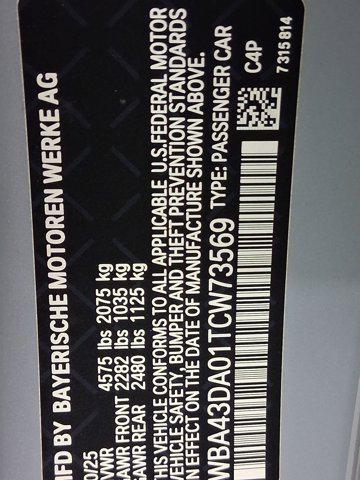 MFD BY BAYERISCHE MOTOREN WERKE AG
0/25
GVWR 4575 lbs 2075 kg
GAWR FRONT 2282 lbs 1035 kg
GAWR REAR 2480 lbs 1125 kg
THIS VEHICLE CONFORMS TO ALL APPLICABLE U.S.FEDERAL MOTOR
VEHICLE SAFETY, BUMPER AND THEFT PREVENTION STANDARDS
IN EFFECT ON THE DATE OF MANUFACTURE SHOWN ABOVE.
WBA43DA01TCW73569
TYPE: PASSENGER CAR
C4P
7315814